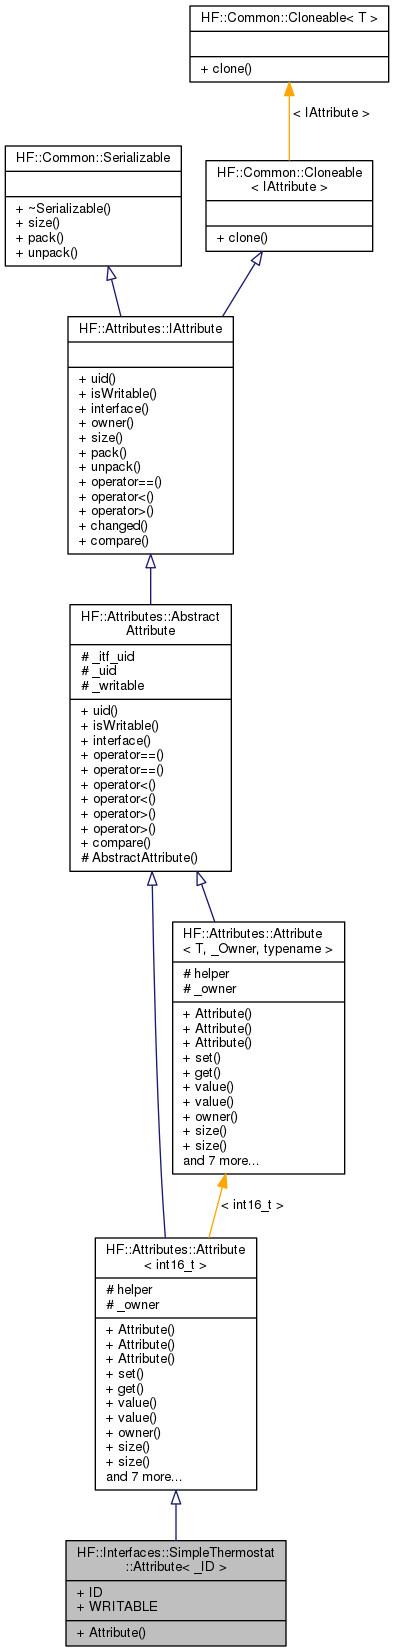 HF::Common::Cloneable< T >
+ clone()
< IAttribute >
HF::Common::Serializable
+ ~Serializable()
+ size()
+ pack()
+ unpack()
HF::Common::Cloneable
< IAttribute >
+ clone()
HF::Attributes::IAttribute
+ uid()
+ isWritable()
+ interface()
+ owner()
+ size()
+ pack()
+ unpack()
+ operator==()
+ operator<()
+ operator>()
+ changed()
+ compare()
HF::Attributes::Abstract
Attribute
# _itf_uid
# _uid
# _writable
+ uid()
+ isWritable()
+ interface()
+ operator==()
+ operator==()
+ operator<()
+ operator<()
+ operator>()
+ operator>()
+ compare()
# AbstractAttribute()
HF::Attributes::Attribute
< T, _Owner, typename >
# helper
# _owner
+ Attribute()
+ Attribute()
+ Attribute()
+ set()
+ get()
+ value()
+ value()
+ owner()
+ size()
+ size()
and 7 more...
< int16_t >
HF::Attributes::Attribute
< int16_t >
# helper
# _owner
+ Attribute()
+ Attribute()
+ Attribute()
+ set()
+ get()
+ value()
+ value()
+ owner()
+ size()
+ size()
and 7 more...
HF::Interfaces::SimpleThermostat
::Attribute< _ID >
+ ID
+ WRITABLE
+ Attribute()